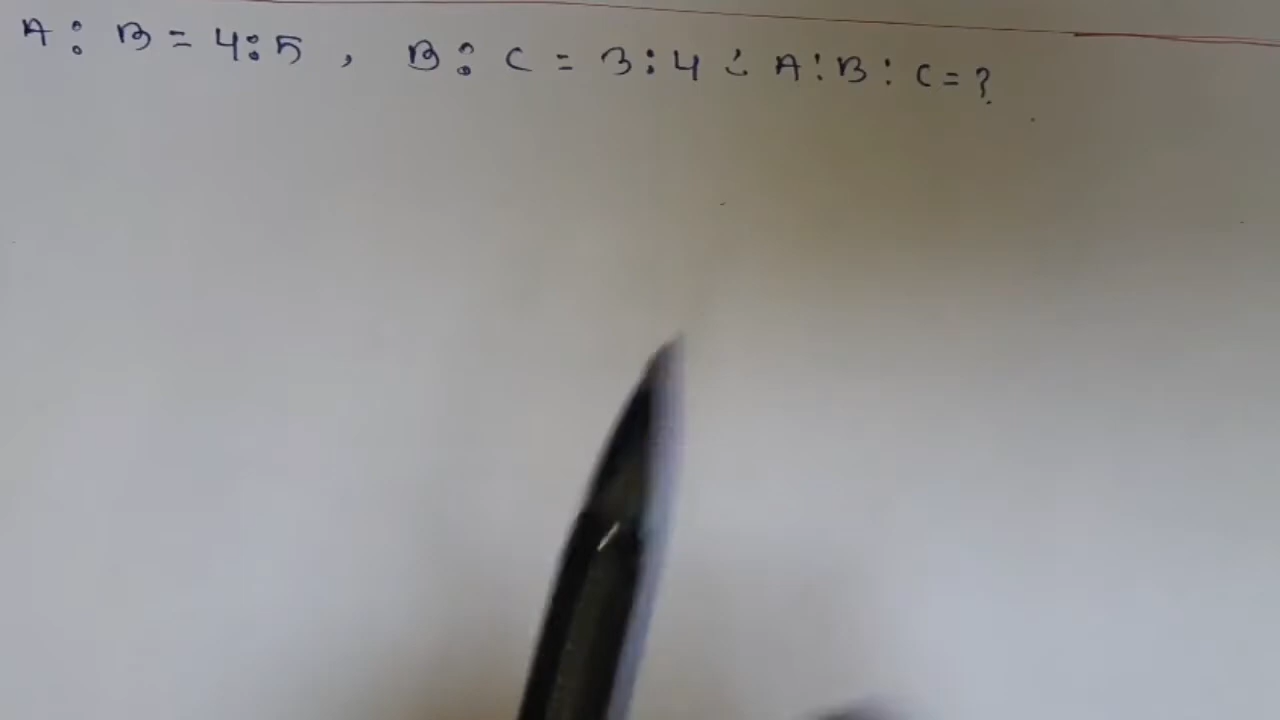 A : B = 4:5 , B : C = 3:4 ∴ A:B:C=?